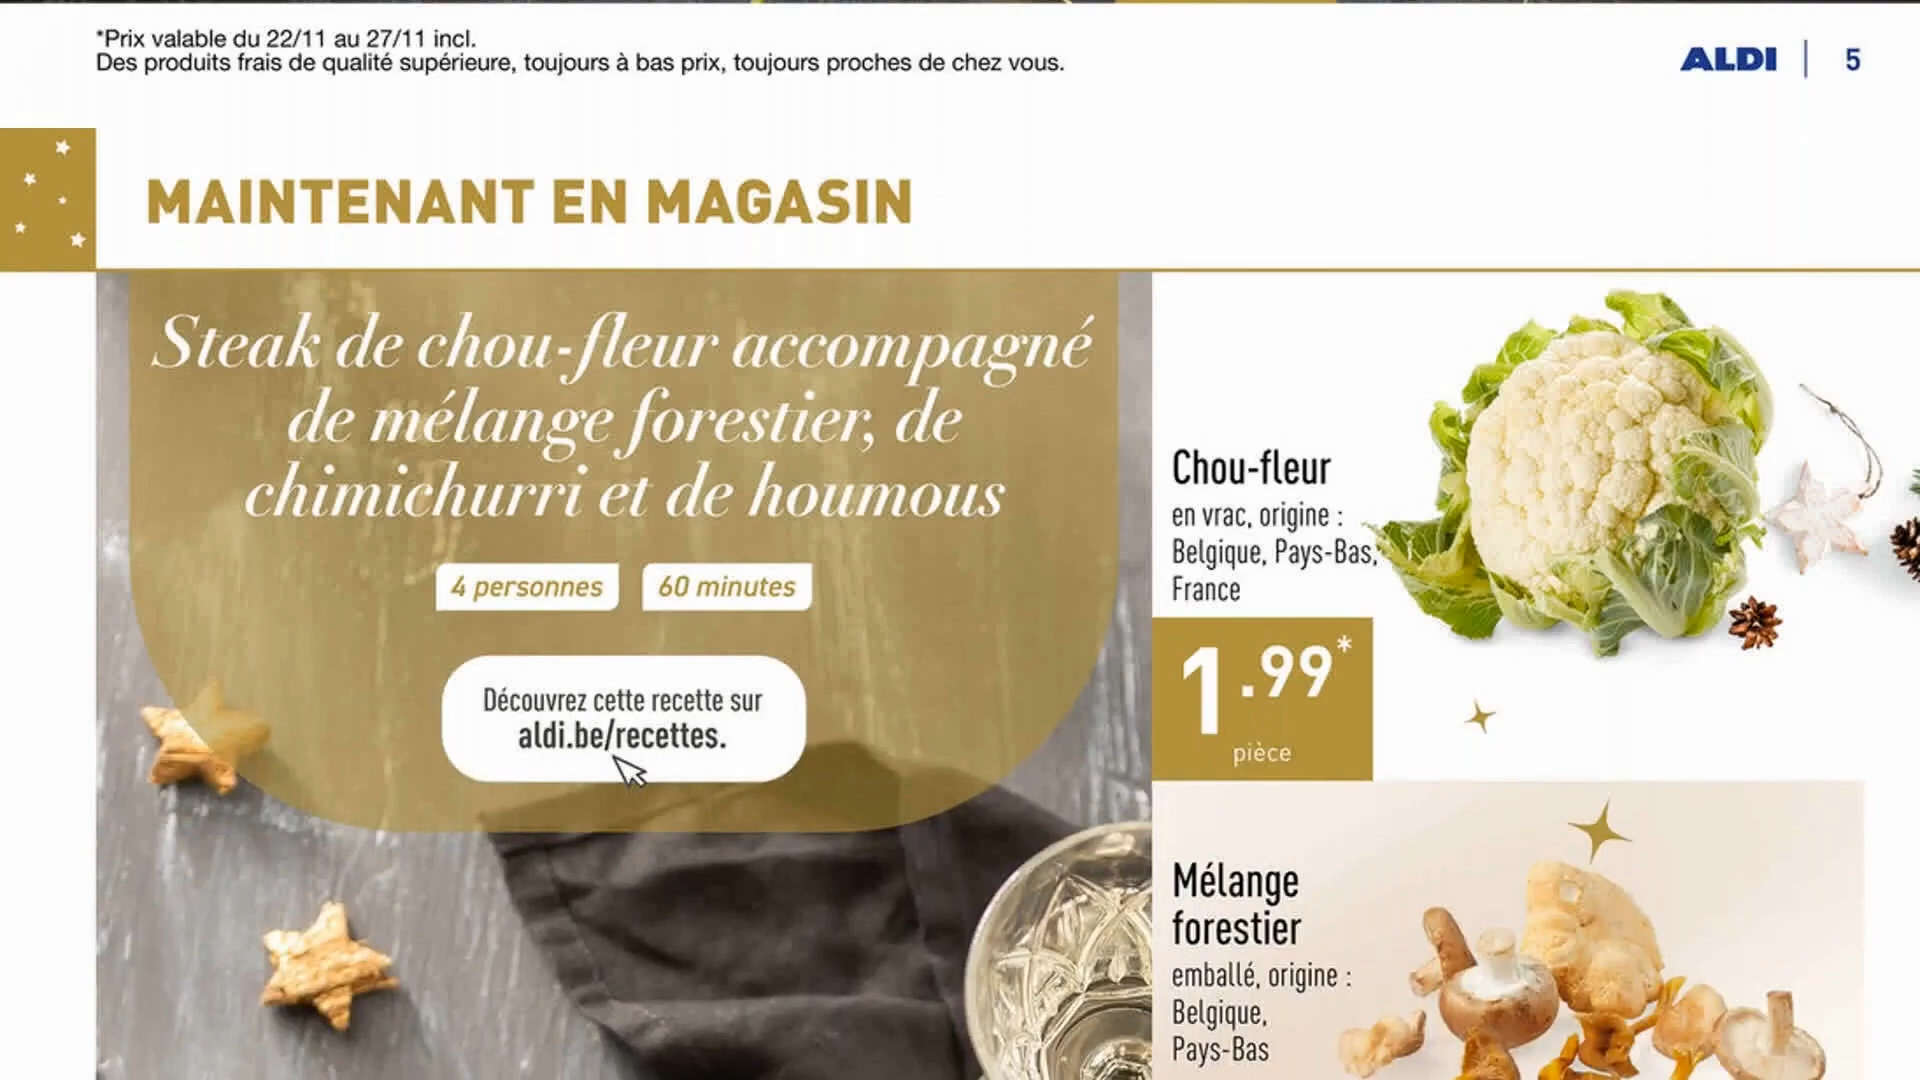 *Prix valable du 22/11 au 27/11 incl.
Des produits frais de qualité supérieure, toujours à bas prix, toujours proches de chez vous.
ALDI | 5
MAINTENANT EN MAGASIN
Steak de chou-fleur accompagné
de mélange forestier, de
chimichurri et de houmous
4 personnes
60 minutes
Découvrez cette recette sur
aldi.be/recettes.
Chou-fleur
en vrac, origine :
Belgique, Pays-Bas,
France
1.99*
pièce
Mélange
forestier
emballé, origine :
Belgique,
Pays-Bas